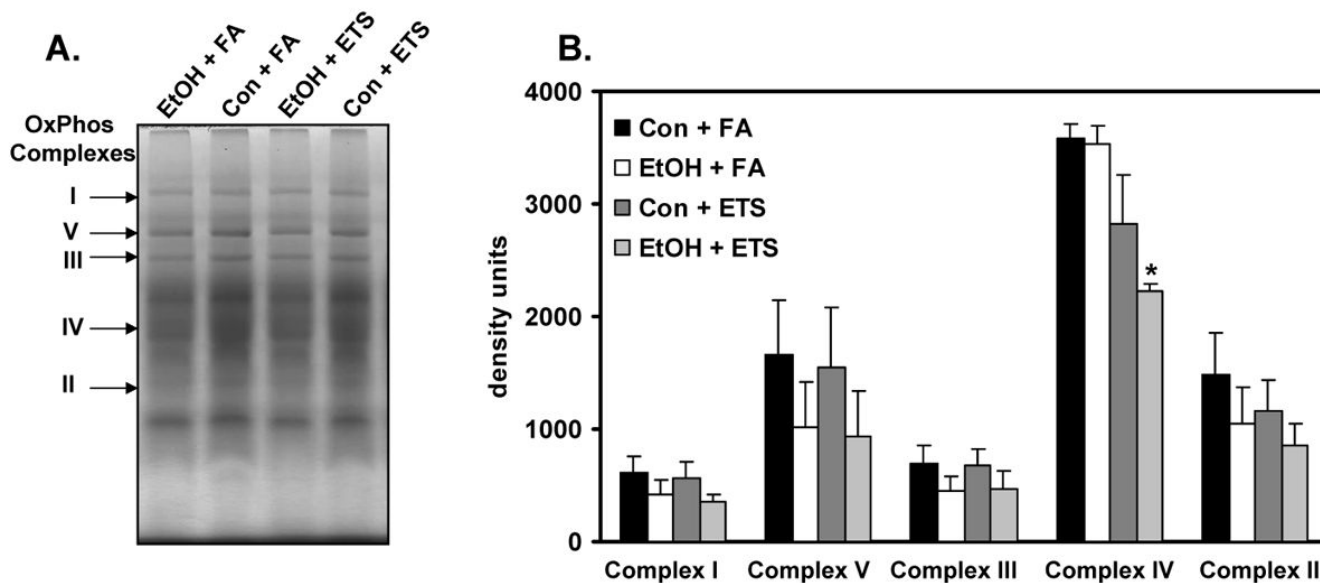 A.
EtOH + FA
Con + FA
EtOH + ETS
Con + ETS
OxPhos
Complexes
I
V
III
IV
II
B.
4000
3000
2000
1000
0
density units
Con + FA
EtOH + FA
Con + ETS
EtOH + ETS
*
Complex I
Complex V
Complex III
Complex IV
Complex II